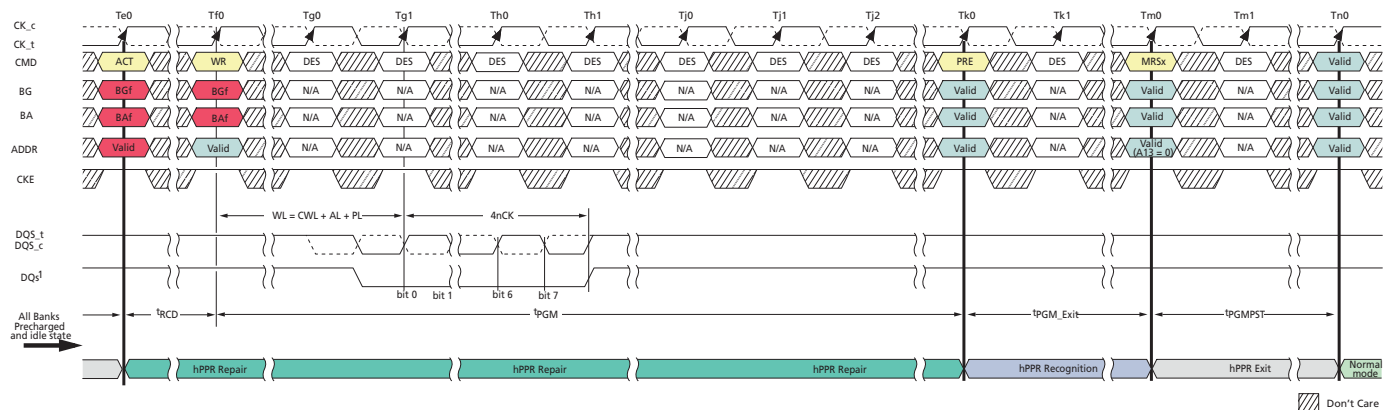 Te0 Tf0 Tg0 Tg1 Th0 Th1 Tj0 Tj1 Tj2 Tk0 Tk1 Tm0 Tm1 Tn0
CK_c
CK_t
CMD ACT WR DES DES DES DES DES DES DES PRE DES MRSx DES Valid
BG BGf BGf N/A N/A N/A N/A N/A N/A N/A Valid N/A Valid N/A Valid
BA BAf BAf N/A N/A N/A N/A N/A N/A N/A Valid N/A Valid N/A Valid
ADDR Valid Valid N/A N/A N/A N/A N/A N/A N/A Valid N/A Valid (A13 = 0) N/A Valid
CKE
WL = CWL + AL + PL 4nCK
DQS_t
DQS_c
DQs1
bit 0 bit 1 bit 6 bit 7
All Banks
Precharged
and idle state
tRCD tPGM tPGM_Exit tPGMPST
hPPR Repair hPPR Repair hPPR Repair hPPR Recognition hPPR Exit Normal
mode
Don't Care